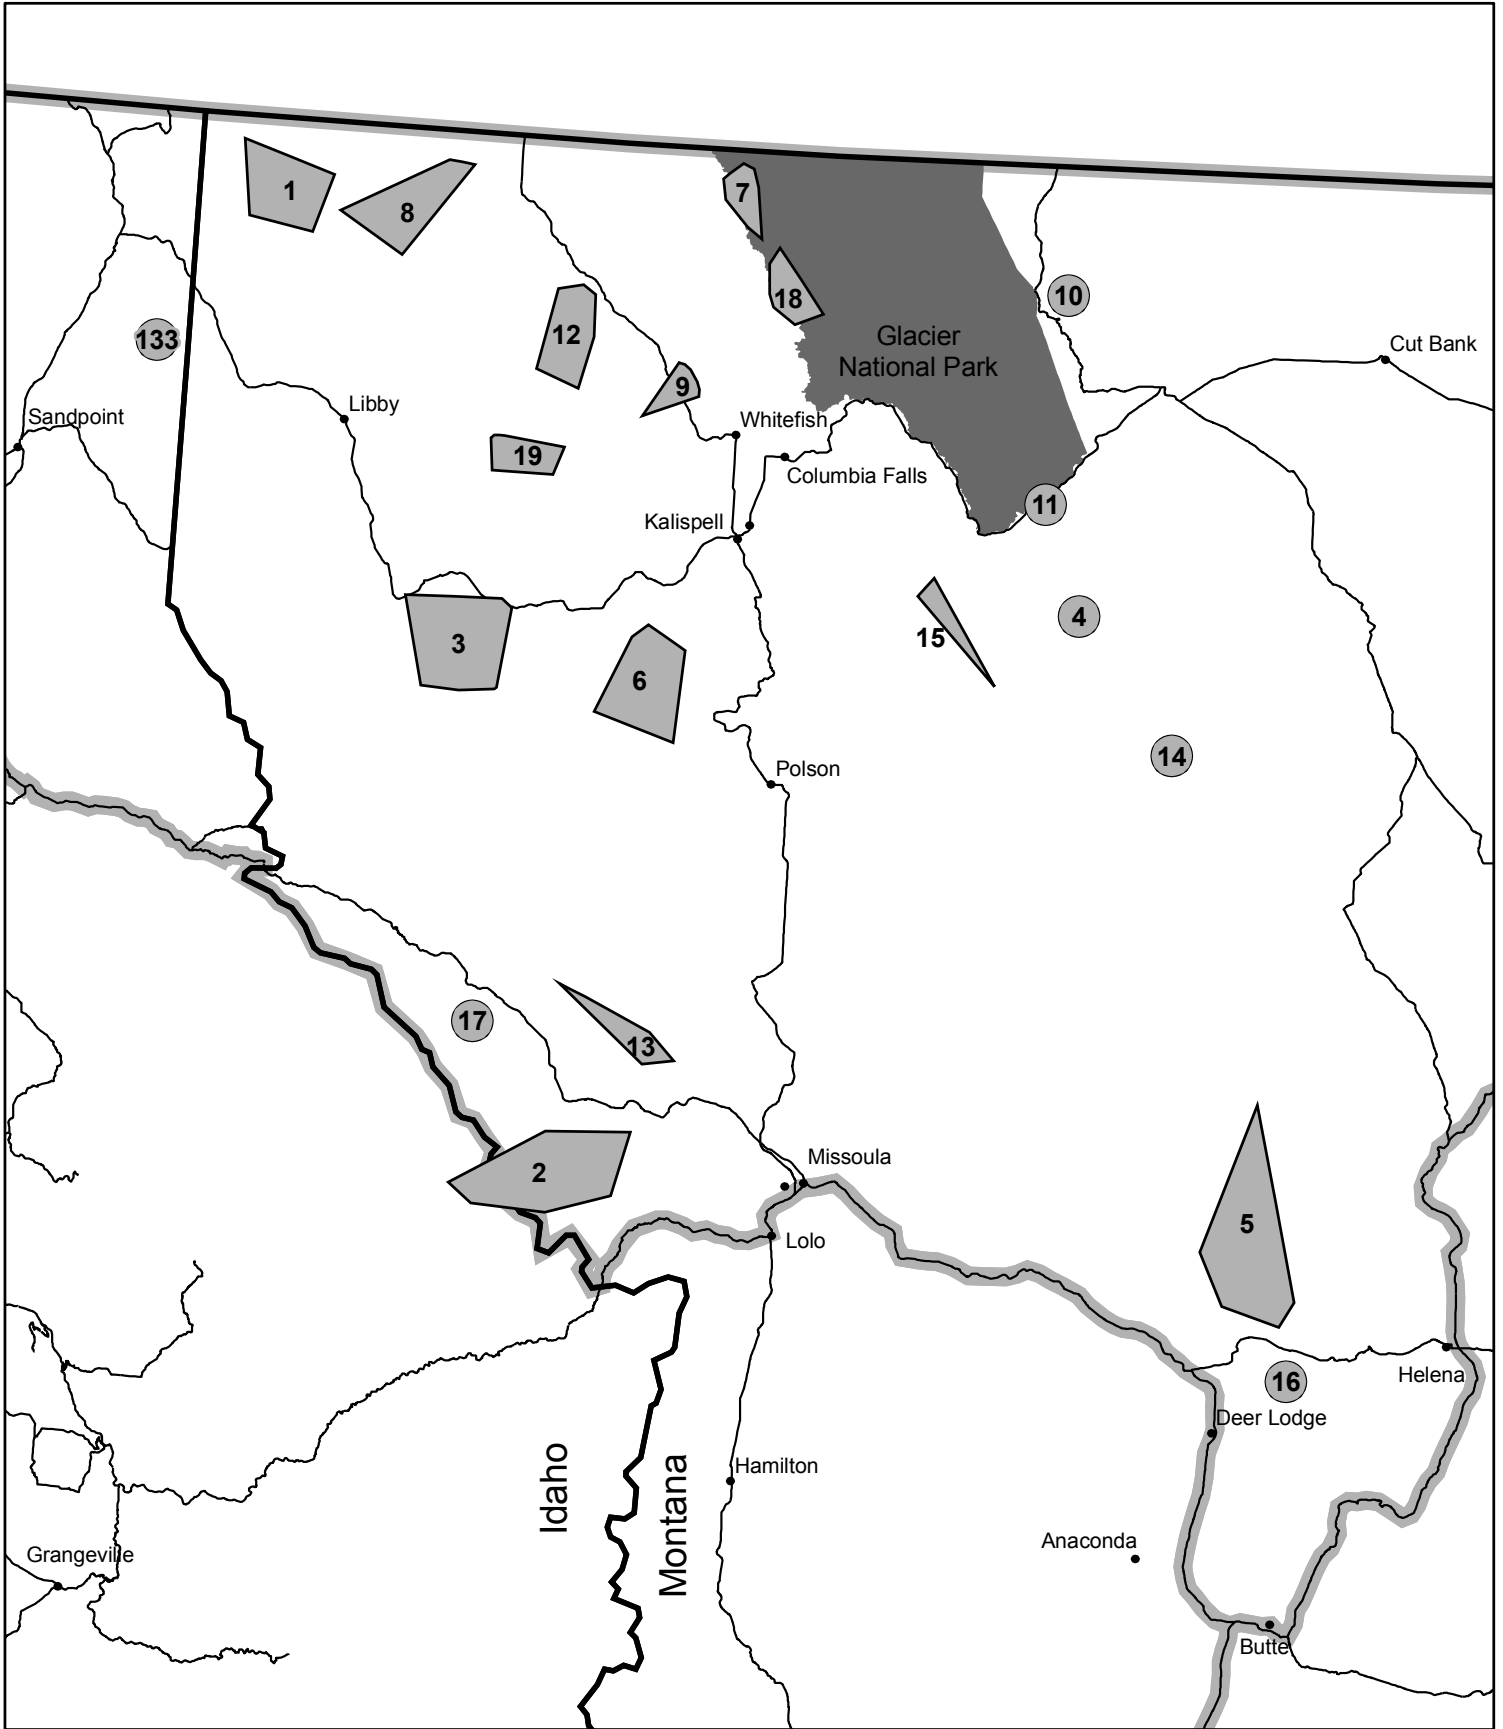 1
8
7
18
10
12
133
Glacier
National Park
Cut Bank
9
Libby
Sandpoint
Whitefish
19
Columbia Falls
11
Kalispell
4
15
3
6
14
Polson
17
13
Missoula
2
5
Lolo
Helena
16
Deer Lodge
Idaho
Montana
Hamilton
Anaconda
Grangeville
Butte